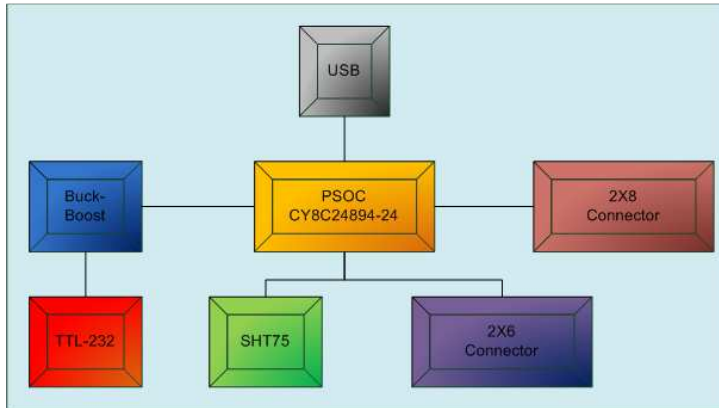 USB
Buck-
Boost
PSOC
CY8C24894-24
2X8
Connector
TTL-232
SHT75
2X6
Connector